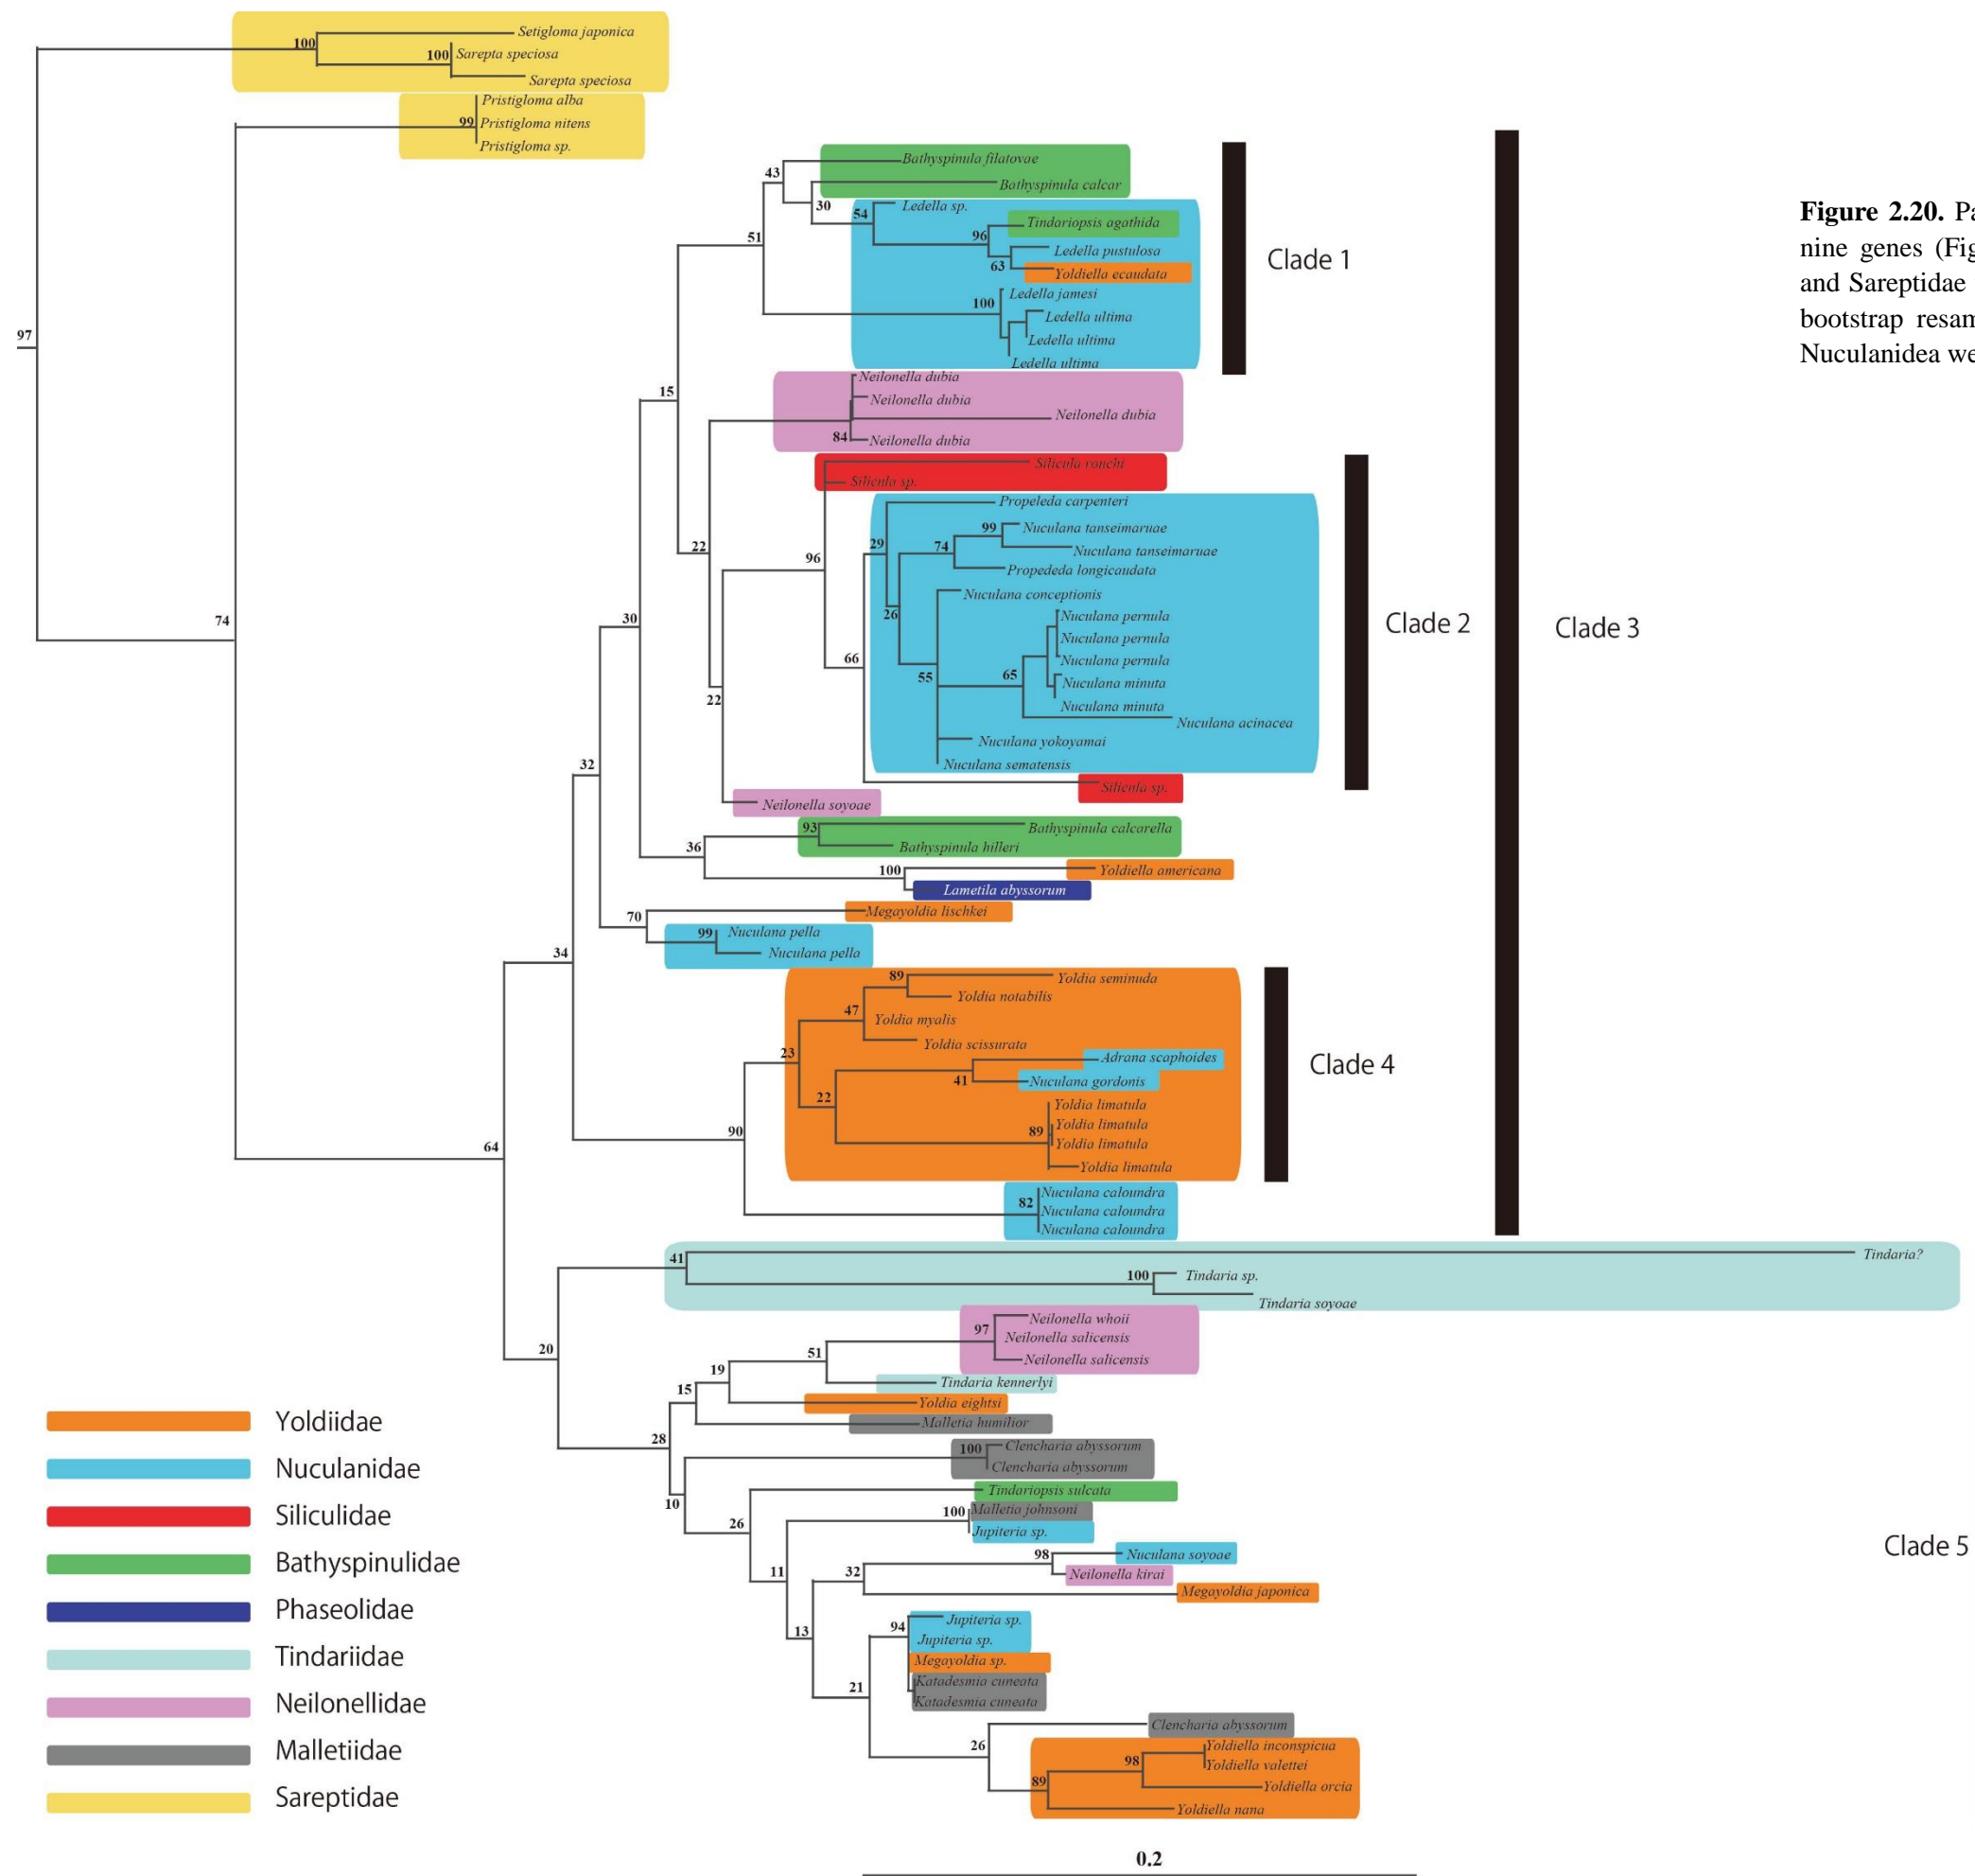 Setigloma japonica
100
100
Sarepta speciosa
Sarepta speciosa
Pristigloma alba
99
Pristigloma nitens
Pristigloma sp.
Bathyspinula filatovae
43
Bathyspinula calcar
30
Ledella sp.
54
Tindariopsis agathida
96
51
Ledella pustulosa
63
Yoldiella ecaudata
Ledella jamesi
100
Ledella ultima
Ledella ultima
Ledella ultima
Clade 1
Figure 2.20. Pa
nine genes (Fig
and Sareptidae
bootstrap resam
Nuculanidea we
97
15
Neilonella dubia
Neilonella dubia
Neilonella dubia
84
Neilonella dubia
Silicula rouchi
Silicula sp.
Propeleda carpenteri
99
Nuculana tanseimaruae
22
29
74
Nuculana tanseimaruae
96
Propededa longicaudata
Nuculana conceptionis
26
Nuculana pernula
Nuculana pernula
Nuculana pernula
66
55
65
Nuculana minuta
22
Nuculana minuta
Nuculana acinacea
Nuculana yokoyamai
Nuculana sematensis
Silicula sp.
Clade 2
Clade 3
74
30
32
Neilonella soyoae
93
Bathyspinula calcarella
36
Bathyspinula hilleri
100
Yoldiella americana
Lametila abyssorum
Megayoldia lischkei
70
99
Nuculana pella
Nuculana pella
34
89
Yoldia seminuda
Yoldia notabilis
47
Yoldia myalis
Yoldia scissurata
23
Adrana scaphoides
41
Nuculana gordonis
22
Yoldia limatula
Yoldia limatula
89
Yoldia limatula
Yoldia limatula
Clade 4
90
64
82
Nuculana caloundra
Nuculana caloundra
Nuculana caloundra
41
Tindaria?
100
Tindaria sp.
Tindaria soyoae
20
Neilonella whoii
97
Neilonella salicensis
51
Neilonella salicensis
19
Tindaria kennerlyi
15
Yoldia eightsi
Malletia humilior
28
100
Clencharia abyssorum
Clencharia abyssorum
10
Tindariopsis sulcata
26
100
Malletia johnsoni
Jupiteria sp.
98
Nuculana soyoae
11
32
Neilonella kirai
Megayoldia japonica
13
94
Jupiteria sp.
Jupiteria sp.
Megayoldia sp.
21
Katadesmia cuneata
Katadesmia cuneata
Clencharia abyssorum
26
Yoldiella inconspicua
98
Yoldiella valettei
89
Yoldiella orcia
Yoldiella nana
Clade 5
Yoldiidae
Nuculanidae
Siliculidae
Bathyspinulidae
Phaseolidae
Tindariidae
Neilonellidae
Malletiidae
Sareptidae
0.2